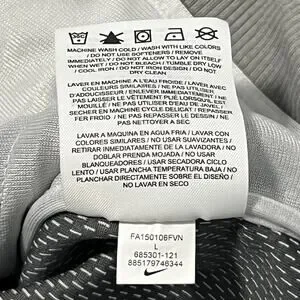 MACHINE WASH COLD / WASH WITH LIKE COLORS
/ DO NOT USE SOFTENERS / REMOVE
IMMEDIATELY / DO NOT ALLOW TO LAY ON ITSELF
WHEN WET / DO NOT BLEACH / TUMBLE DRY LOW
/ COOL IRON / DO NOT IRON DESIGN / DO NOT
DRY CLEAN
LAVER EN MACHINE A L'EAU FROIDE / LAVER AVEC
COULEURS SIMILAIRES / NE PAS UTILISER
D'ADOUCISSEUR / ENLEVER IMMÉDIATEMENT / NE
PAS LAISSER LE VÊTEMENT PLIÉ LORSQU'IL EST
MOUILLÉ / NE PAS UTILISER D'EAU DE JAVEL /
SECHER EN MACHINE CYCLE DELICAT / FER TIÈDE
/ NE PAS REPASSER LE DESSIN / NE
PAS NETTOYER À SEC
LAVAR A MAQUINA EN AGUA FRIA / LAVAR CON
COLORES SIMILARES / NO USAR SUAVIZANTES /
RETIRAR INMEDIATAMENTE DE LA LAVADORA / NO
DOBLAR PRENDA MOJADA / NO USAR
BLANQUEADORES / USAR SECADORA CICLO
LENTO / USAR PLANCHA TEMPERATURA BAJA / NO
PLANCHAR DIRECTAMENTE SOBRE EL DISEÑO /
NO LAVAR EN SECO
FA150106FVN
L
685301-121
885179746344